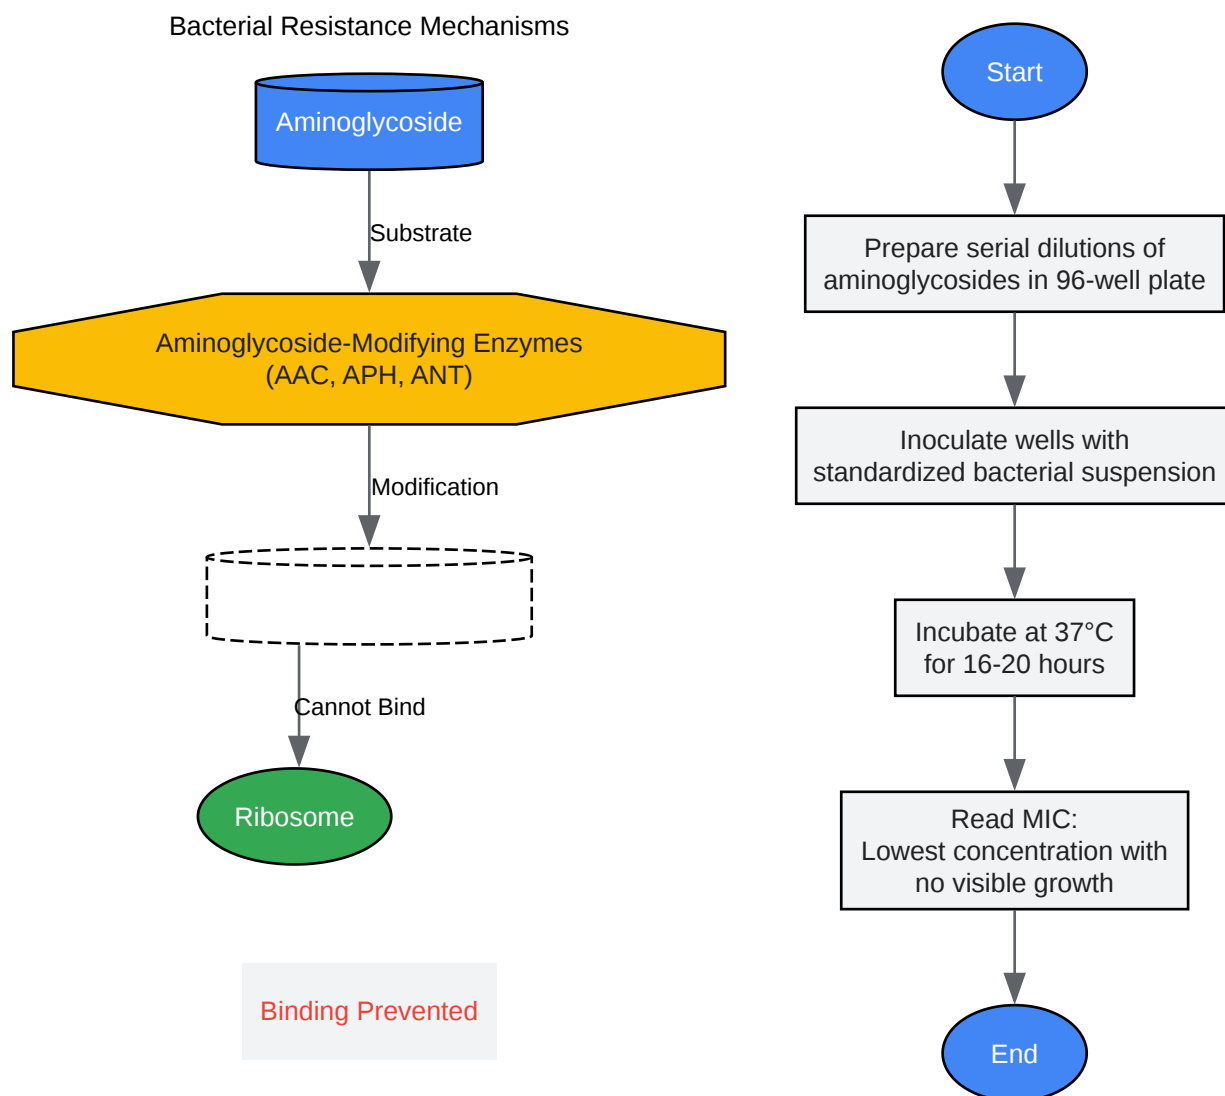 Bacterial Resistance Mechanisms
Aminoglycoside
Substrate
Aminoglycoside-Modifying Enzymes
(AAC, APH, ANT)
Modification
Cannot Bind
Ribosome
Binding Prevented
Start
Prepare serial dilutions of
aminoglycosides in 96-well plate
Inoculate wells with
standardized bacterial suspension
Incubate at 37°C
for 16-20 hours
Read MIC:
Lowest concentration with
no visible growth
End